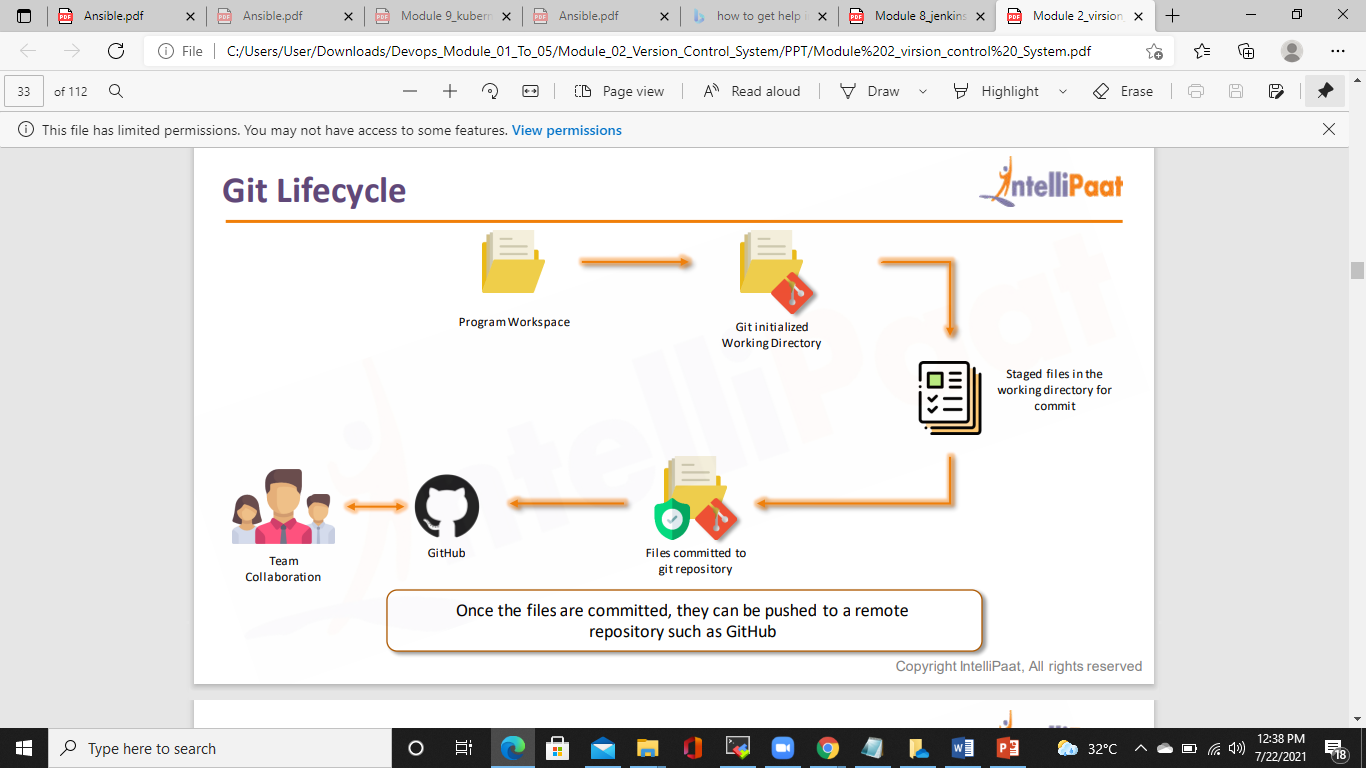 Ansible.pdf
Ansible.pdf
Module 9_kubern
Ansible.pdf
how to get help i
Module 8_jenkins
Module 2_virsion
File
C:/Users/User/Downloads/Devops_Module_01_To_05/Module_02_Version_Control_System/PPT/Module%202_virsion_control%20_System.pdf
33
of 112
Page view
Read aloud
Draw
Highlight
Erase
This file has limited permissions. You may not have access to some features. View permissions
Git Lifecycle
IntelliPaat
Program Workspace
Git initialized
Working Directory
Staged files in the
working directory for
commit
Team
Collaboration
GitHub
Files committed to
git repository
Once the files are committed, they can be pushed to a remote
repository such as GitHub
Copyright IntelliPaat, All rights reserved
Type here to search
32°C
12:38 PM
7/22/2021
18